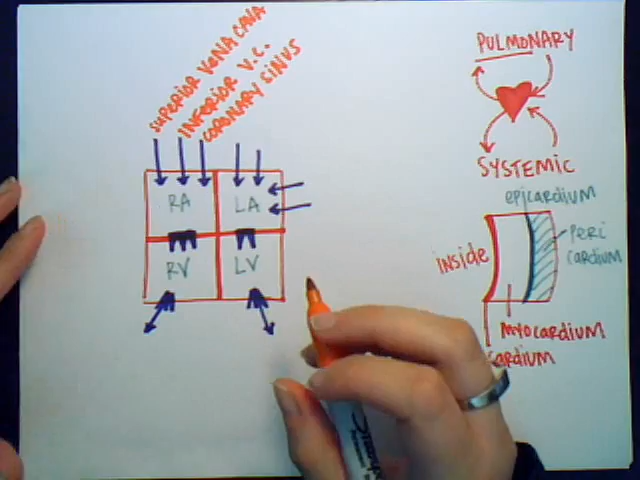 SUPERIOR VENA CAVA
INFERIOR V.C.
CORONARY SINUS
RA
LA
RV
LV
PULMONARY
SYSTEMIC
epicardium
PERI
CARDIUM
inside
MYOCARDIUM
CARDIUM